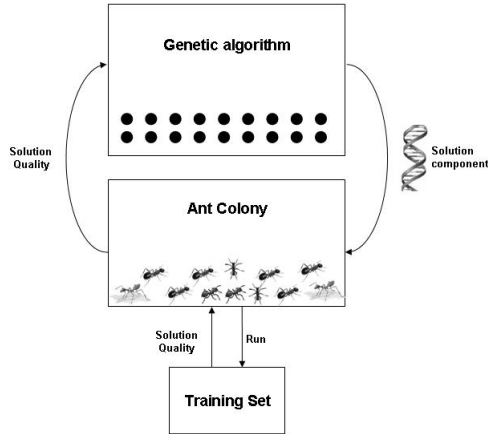 Genetic algorithm
Solution
Quality
Solution
component
Ant Colony
Solution
Quality
Run
Training Set